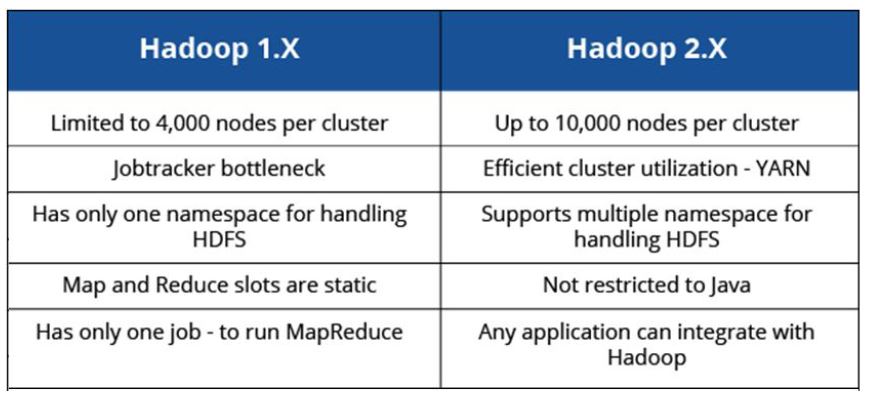 Hadoop 1.X
Hadoop 2.X
Limited to 4,000 nodes per cluster
Up to 10,000 nodes per cluster
Jobtracker bottleneck
Efficient cluster utilization - YARN
Has only one namespace for handling
HDFS
Supports multiple namespace for
handling HDFS
Map and Reduce slots are static
Not restricted to Java
Has only one job - to run MapReduce
Any application can integrate with
Hadoop